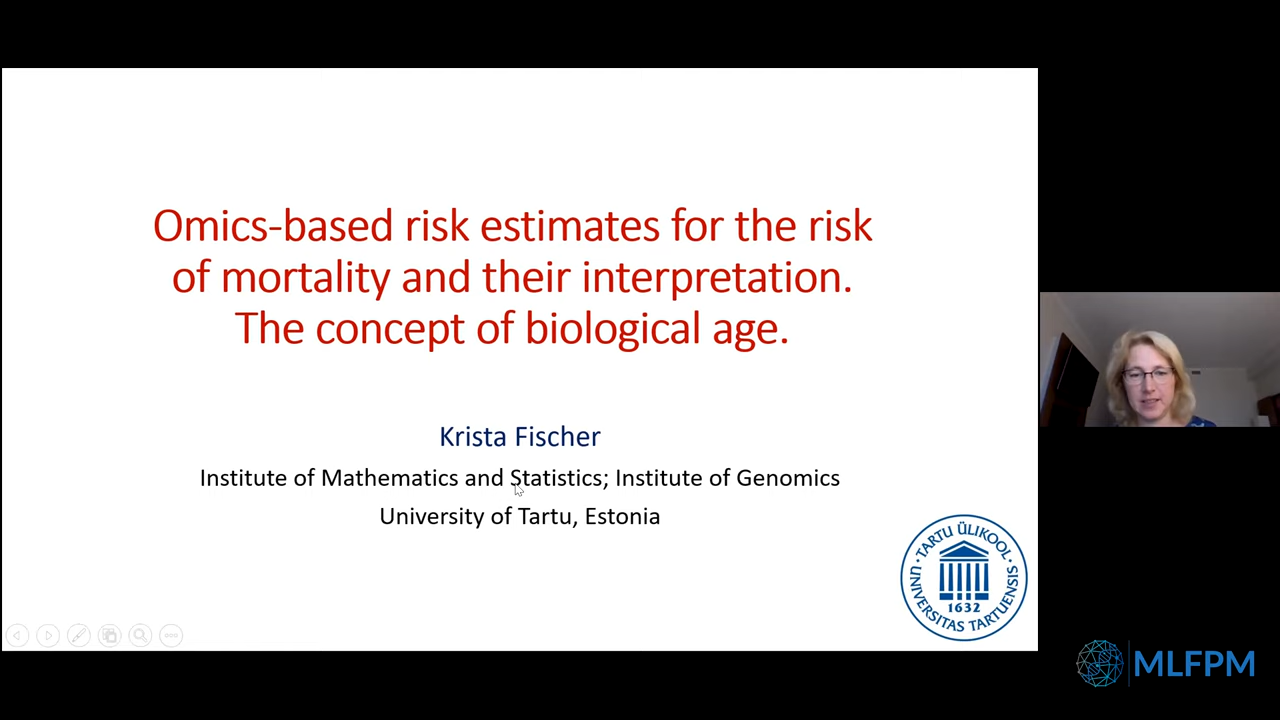 Omics-based risk estimates for the risk
of mortality and their interpretation.
The concept of biological age.
Krista Fischer
Institute of Mathematics and Statistics; Institute of Genomics
University of Tartu, Estonia
· TARTU ÜLIKOOL ·
UNIVERSITAS TARTUENSIS
1632
MLFPM